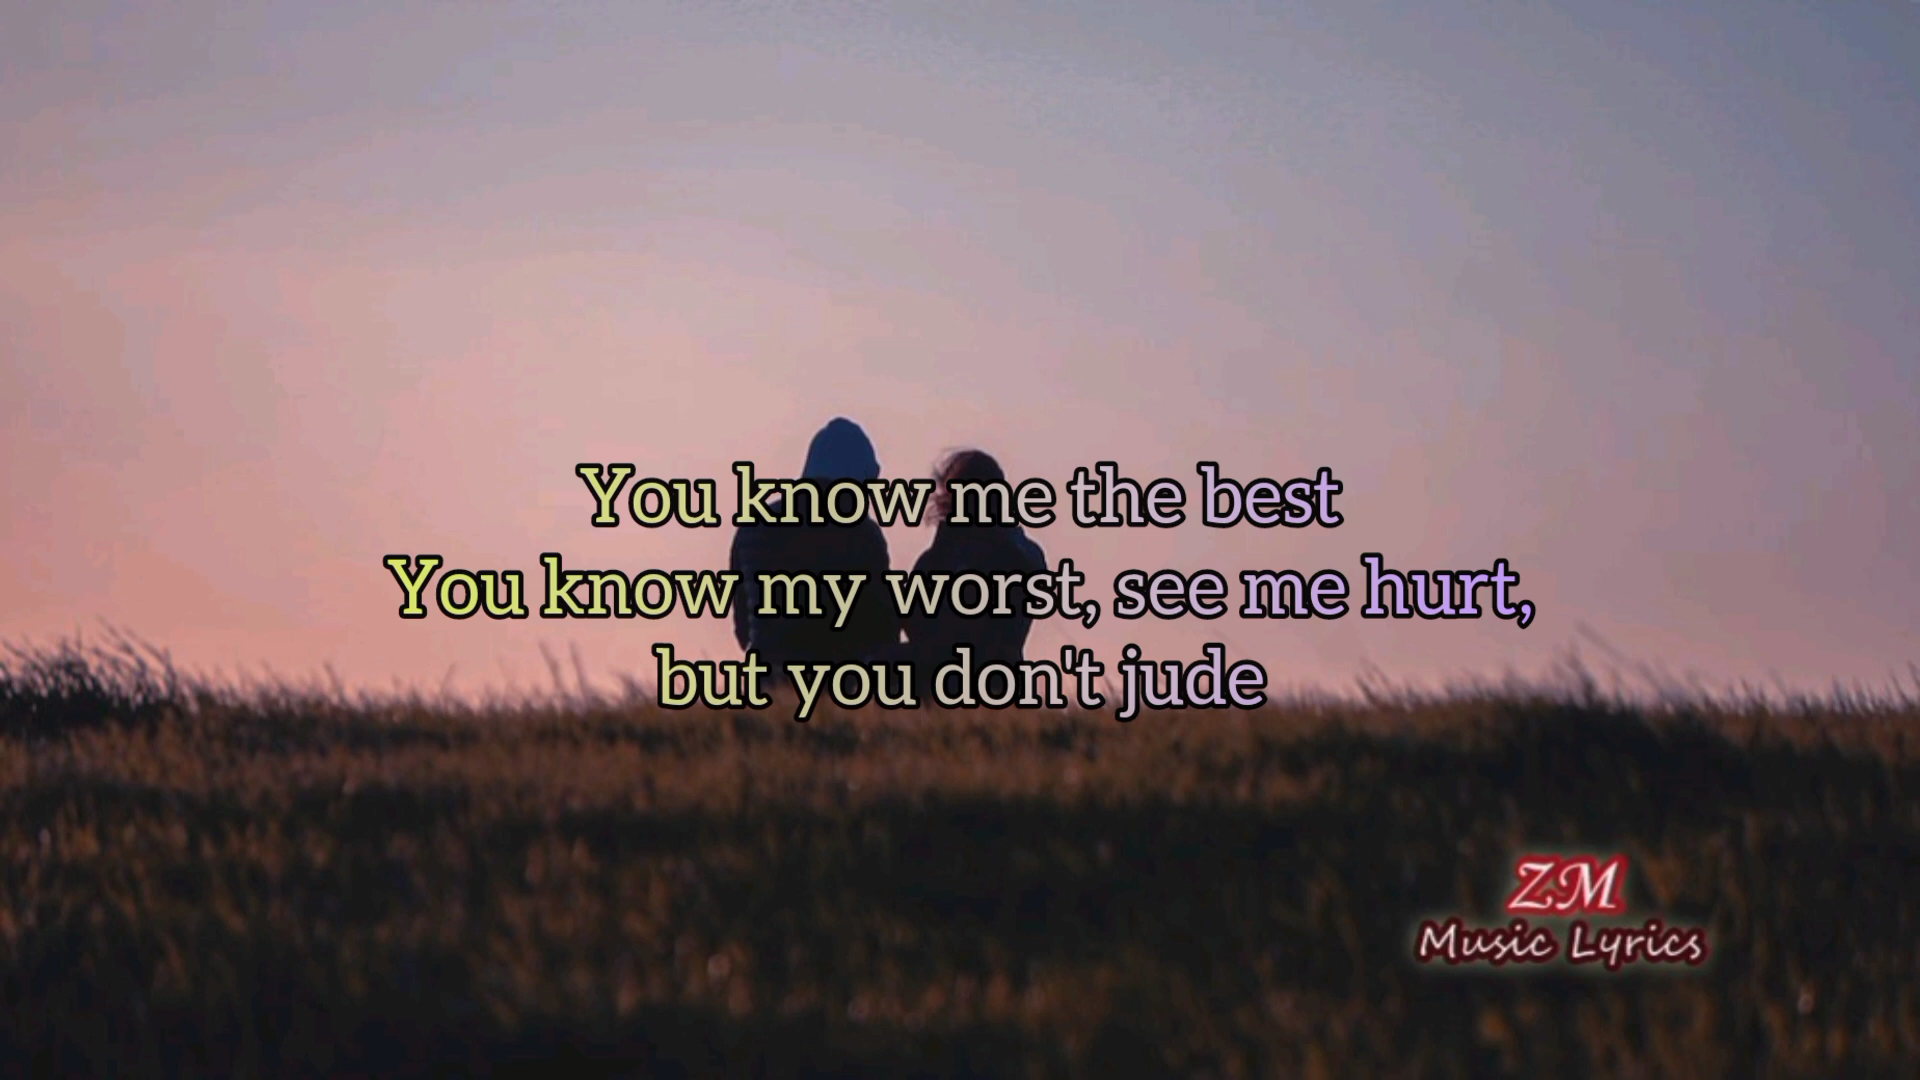 You know me the best
You know my worst, see me hurt,
but you don't jude
ZM
Music Lyrics